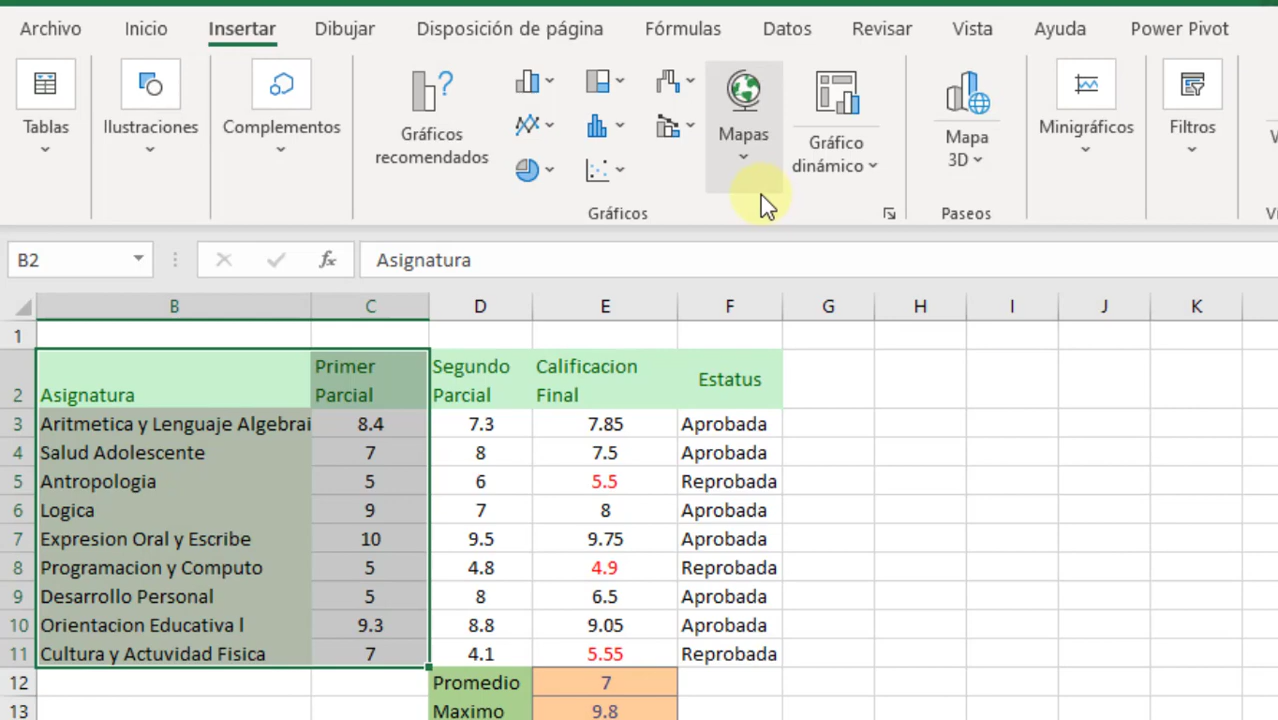 Archivo Inicio Insertar Dibujar Disposición de página Fórmulas Datos Revisar Vista Ayuda Power Pivot
Tablas
Ilustraciones
Complementos
Gráficos
recomendados
Mapas
Gráfico
dinámico
Mapa
3D
Minigráficos
Filtros
Gráficos
Paseos
B2
fx
Asignatura
B C D E F G H I J K
1
2 Asignatura Primer Parcial Segundo Parcial Calificacion Final Estatus
3 Aritmetica y Lenguaje Algebrai 8.4 7.3 7.85 Aprobada
4 Salud Adolescente 7 8 7.5 Aprobada
5 Antropologia 5 6 5.5 Reprobada
6 Logica 9 7 8 Aprobada
7 Expresion Oral y Escribe 10 9.5 9.75 Aprobada
8 Programacion y Computo 5 4.8 4.9 Reprobada
9 Desarrollo Personal 5 8 6.5 Aprobada
10 Orientacion Educativa l 9.3 8.8 9.05 Aprobada
11 Cultura y Actuvidad Fisica 7 4.1 5.55 Reprobada
12 Promedio 7
13 Maximo 9.8